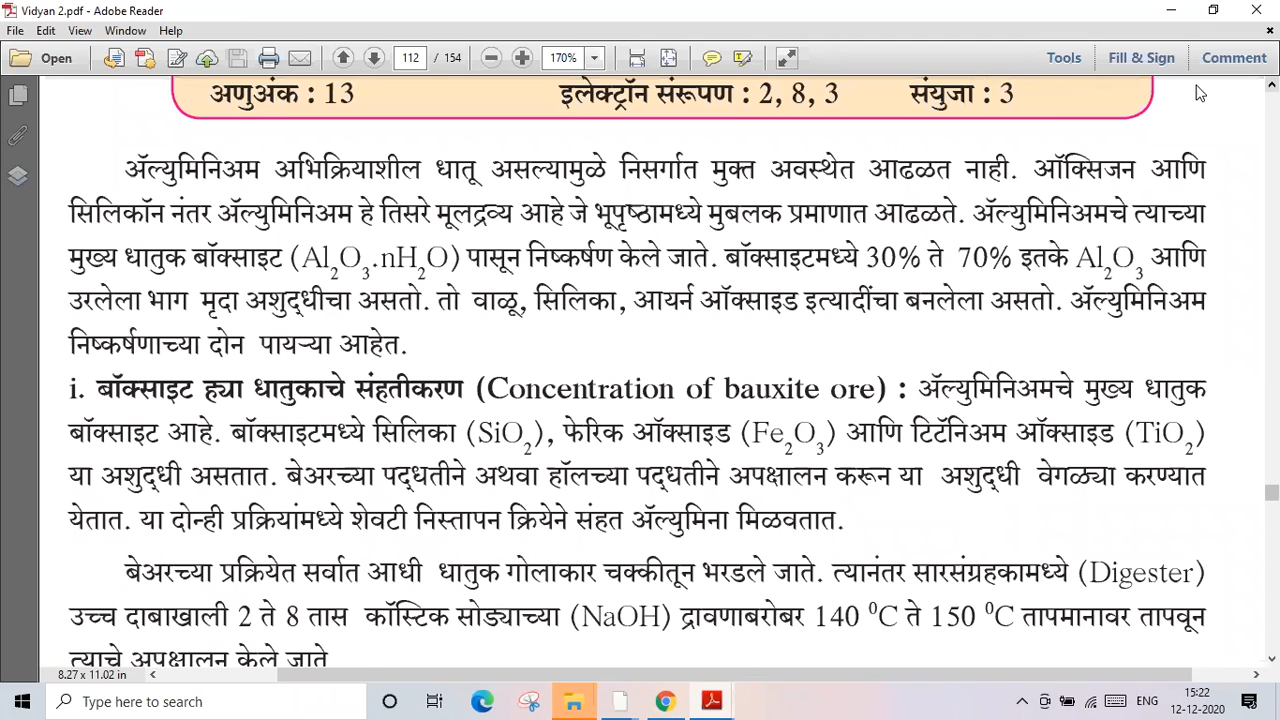 Vidyan 2.pdf - Adobe Reader
File Edit View Window Help
Open 112 / 154 170% Tools Fill & Sign Comment
अणुअंक : 13 इलेक्ट्रॉन संरूपण : 2, 8, 3 संयुजा : 3
ॲल्युमिनिअम अभिक्रियाशील धातू असल्यामुळे निसर्गात मुक्त अवस्थेत आढळत नाही. ऑक्सिजन आणि
सिलिकॉन नंतर ॲल्युमिनिअम हे तिसरे मूलद्रव्य आहे जे भूपृष्ठामध्ये मुबलक प्रमाणात आढळते. ॲल्युमिनिअमचे त्याच्या
मुख्य धातुक बॉक्साइट (Al₂O₃.nH₂O) पासून निष्कर्षण केले जाते. बॉक्साइटमध्ये 30% ते 70% इतके Al₂O₃ आणि
उरलेला भाग मृदा अशुद्धीचा असतो. तो वाळू, सिलिका, आयर्न ऑक्साइड इत्यादींचा बनलेला असतो. ॲल्युमिनिअम
निष्कर्षणाच्या दोन पायऱ्या आहेत.
i. बॉक्साइट ह्या धातुकाचे संहतीकरण (Concentration of bauxite ore) : ॲल्युमिनिअमचे मुख्य धातुक
बॉक्साइट आहे. बॉक्साइटमध्ये सिलिका (SiO₂), फेरिक ऑक्साइड (Fe₂O₃) आणि टिटॅनिअम ऑक्साइड (TiO₂)
या अशुद्धी असतात. बेअरच्या पद्धतीने अथवा हॉलच्या पद्धतीने अपक्षालन करून या अशुद्धी वेगळ्या करण्यात
येतात. या दोन्ही प्रक्रियांमध्ये शेवटी निस्तापन क्रियेने संहत ॲल्युमिना मिळवतात.
बेअरच्या प्रक्रियेत सर्वात आधी धातुक गोलाकार चक्कीतून भरडले जाते. त्यानंतर सारसंग्रहकामध्ये (Digester)
उच्च दाबाखाली 2 ते 8 तास कॉस्टिक सोड्याच्या (NaOH) द्रावणाबरोबर 140 ⁰C ते 150 ⁰C तापमानावर तापवून
त्याचे अपक्षालन केले जाते
8.27 x 11.02 in
Type here to search ENG 15:22
12-12-2020